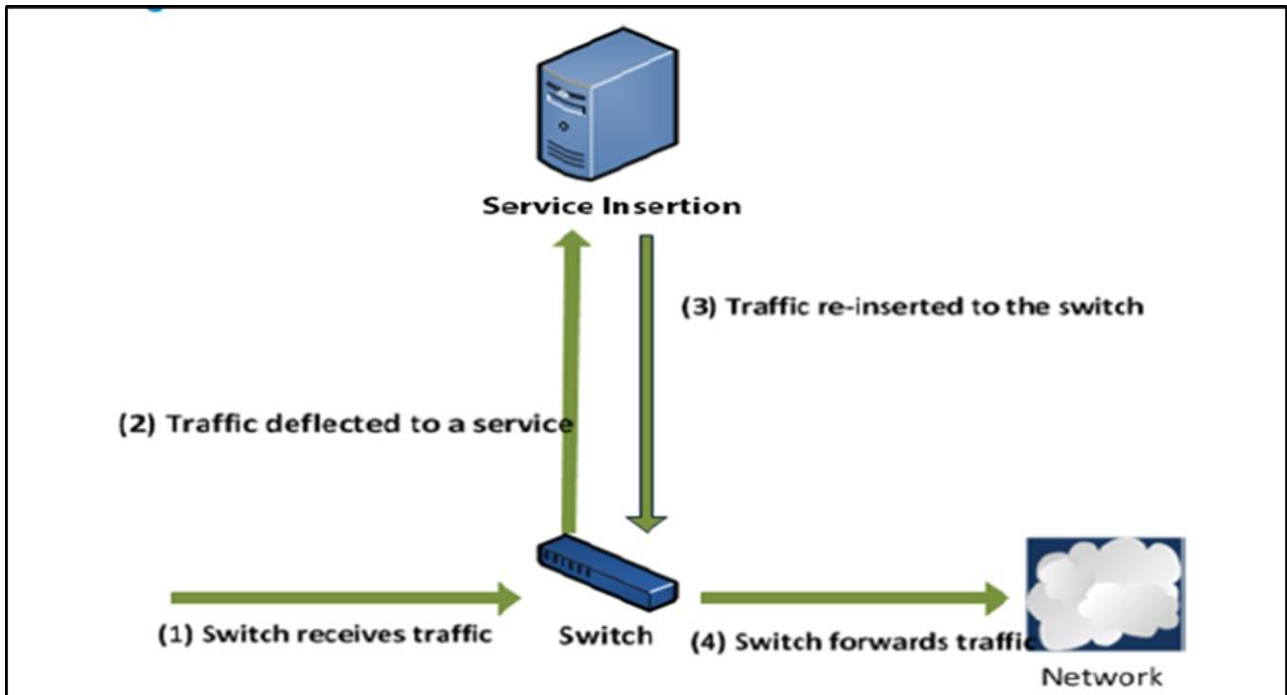 Service Insertion
(3) Traffic re-inserted to the switch
(2) Traffic deflected to a service
(1) Switch receives traffic
Switch
(4) Switch forwards traffic
Network